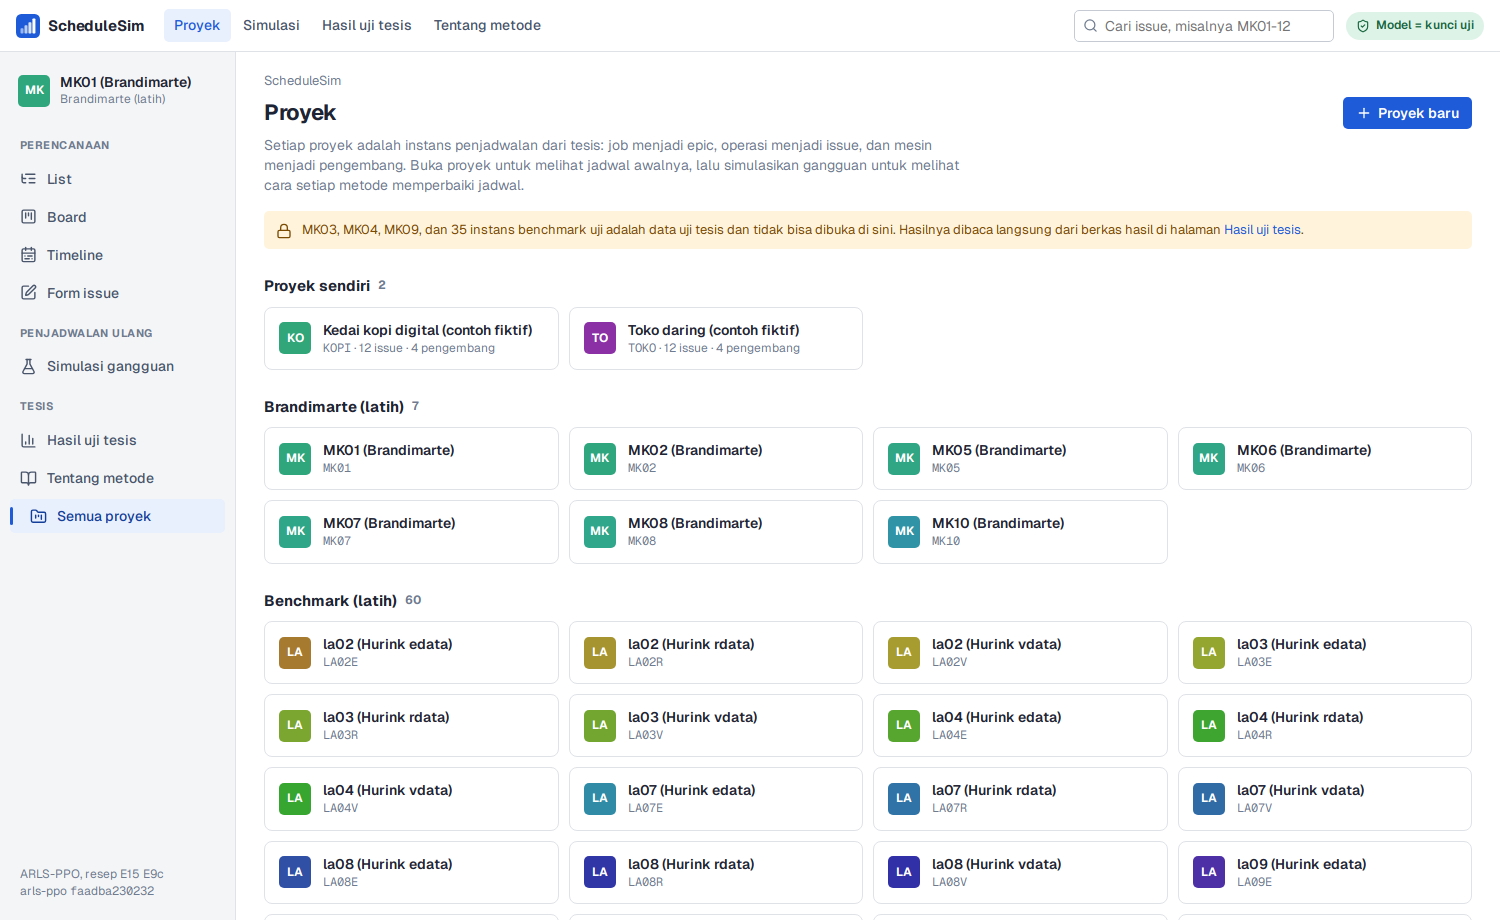 ScheduleSim
Proyek
Simulasi
Hasil uji tesis
Tentang metode
Cari issue, misalnya MK01-12
Model = kunci uji
MK
MK01 (Brandimarte)
Brandimarte (latih)
PERENCANAAN
List
Board
Timeline
Form issue
PENJADWALAN ULANG
Simulasi gangguan
TESIS
Hasil uji tesis
Tentang metode
Semua proyek
ARLS-PPO, resep E15 E9c
arls-ppo faadba230232
ScheduleSim
Proyek
Proyek baru
Setiap proyek adalah instans penjadwalan dari tesis: job menjadi epic, operasi menjadi issue, dan mesin
menjadi pengembang. Buka proyek untuk melihat jadwal awalnya, lalu simulasikan gangguan untuk melihat
cara setiap metode memperbaiki jadwal.
MK03, MK04, MK09, dan 35 instans benchmark uji adalah data uji tesis dan tidak bisa dibuka di sini. Hasilnya dibaca langsung dari berkas hasil di halaman Hasil uji tesis.
Proyek sendiri 2
KO
Kedai kopi digital (contoh fiktif)
KOPI · 12 issue · 4 pengembang
TO
Toko daring (contoh fiktif)
TOKO · 12 issue · 4 pengembang
Brandimarte (latih) 7
MK
MK01 (Brandimarte)
MK01
MK
MK02 (Brandimarte)
MK02
MK
MK05 (Brandimarte)
MK05
MK
MK06 (Brandimarte)
MK06
MK
MK07 (Brandimarte)
MK07
MK
MK08 (Brandimarte)
MK08
MK
MK10 (Brandimarte)
MK10
Benchmark (latih) 60
LA
la02 (Hurink edata)
LA02E
LA
la02 (Hurink rdata)
LA02R
LA
la02 (Hurink vdata)
LA02V
LA
la03 (Hurink edata)
LA03E
LA
la03 (Hurink rdata)
LA03R
LA
la03 (Hurink vdata)
LA03V
LA
la04 (Hurink edata)
LA04E
LA
la04 (Hurink rdata)
LA04R
LA
la04 (Hurink vdata)
LA04V
LA
la07 (Hurink edata)
LA07E
LA
la07 (Hurink rdata)
LA07R
LA
la07 (Hurink vdata)
LA07V
LA
la08 (Hurink edata)
LA08E
LA
la08 (Hurink rdata)
LA08R
LA
la08 (Hurink vdata)
LA08V
LA
la09 (Hurink edata)
LA09E